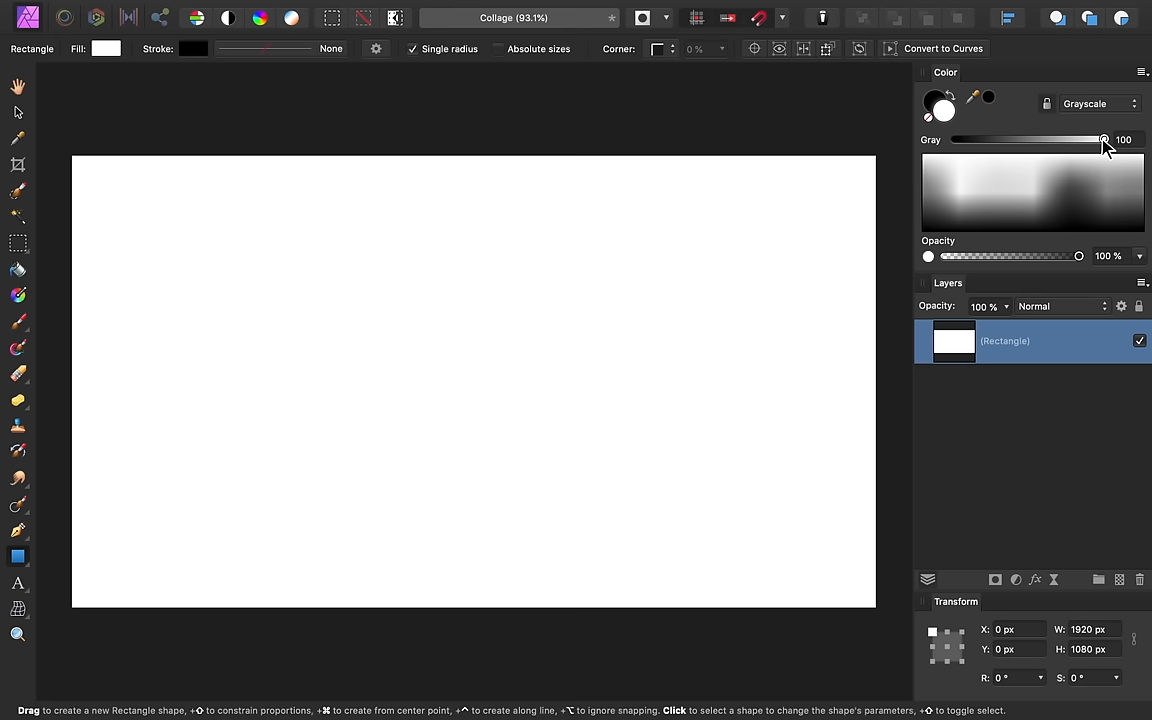 Collage (93.1%)
*
Rectangle
Fill:
Stroke:
None
Single radius
Absolute sizes
Corner:
0 %
Convert to Curves
Color
Grayscale
Gray
100
Opacity
100 %
Layers
Opacity:
100 %
Normal
(Rectangle)
fx
A
Transform
X: 0 px
W: 1920 px
Y: 0 px
H: 1080 px
R: 0 °
S: 0 °
Drag to create a new Rectangle shape, +⇧ to constrain proportions, +⌘ to create from center point, +⌃ to create along line, +⌥ to ignore snapping. Click to select a shape to change the shape's parameters, +⇧ to toggle select.